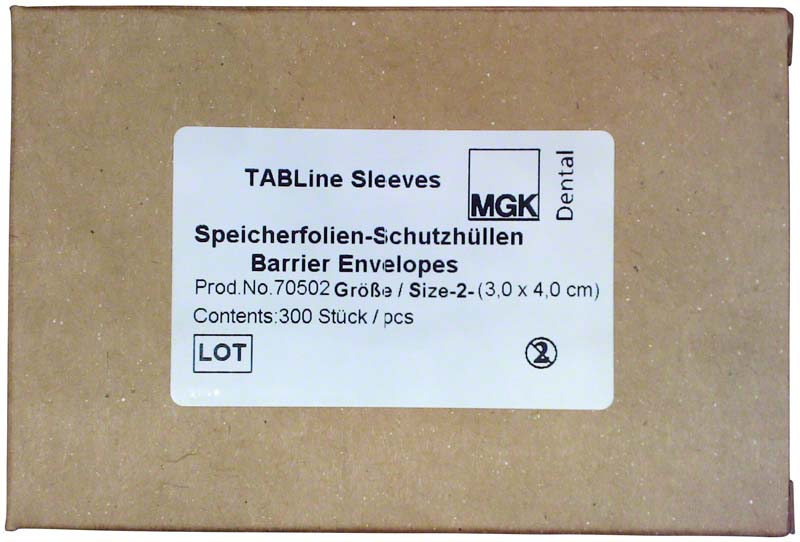 TABLine Sleeves
MGK
Dental
Speicherfolien-Schutzhüllen
Barrier Envelopes
Prod.No.70502 Größe / Size-2- (3,0 x 4,0 cm)
Contents:300 Stück / pcs
LOT
2